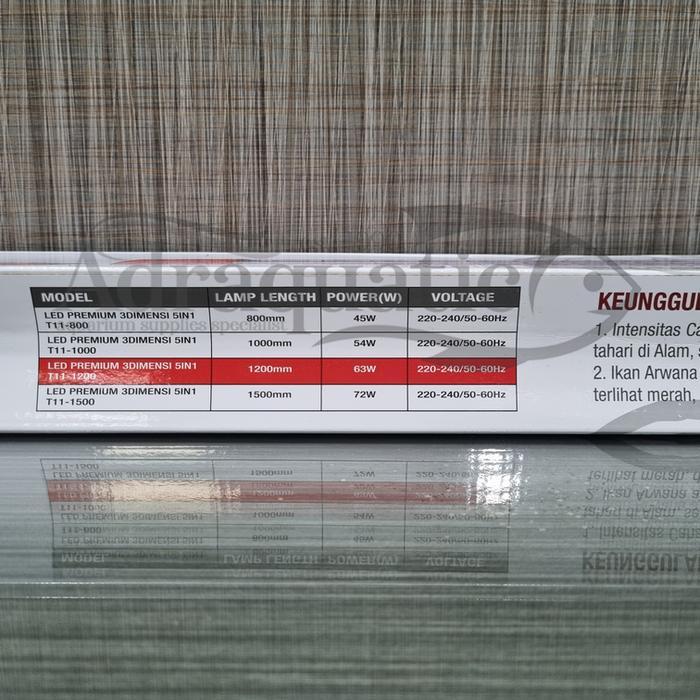 Adraquatic
aquarium supplies specialist
MODEL LAMP LENGTH POWER(W) VOLTAGE
LED PREMIUM 3DIMENSI 5IN1 800mm 45W 220-240/50-60Hz
T11-800
LED PREMIUM 3DIMENSI 5IN1 1000mm 54W 220-240/50-60Hz
T11-1000
LED PREMIUM 3DIMENSI 5IN1 1200mm 63W 220-240/50-60Hz
T11-1200
LED PREMIUM 3DIMENSI 5IN1 1500mm 72W 220-240/50-60Hz
T11-1500
KEUNGGU
1. Intensitas Ca
tahari di Alam, s
2. Ikan Arwana
terlihat merah,